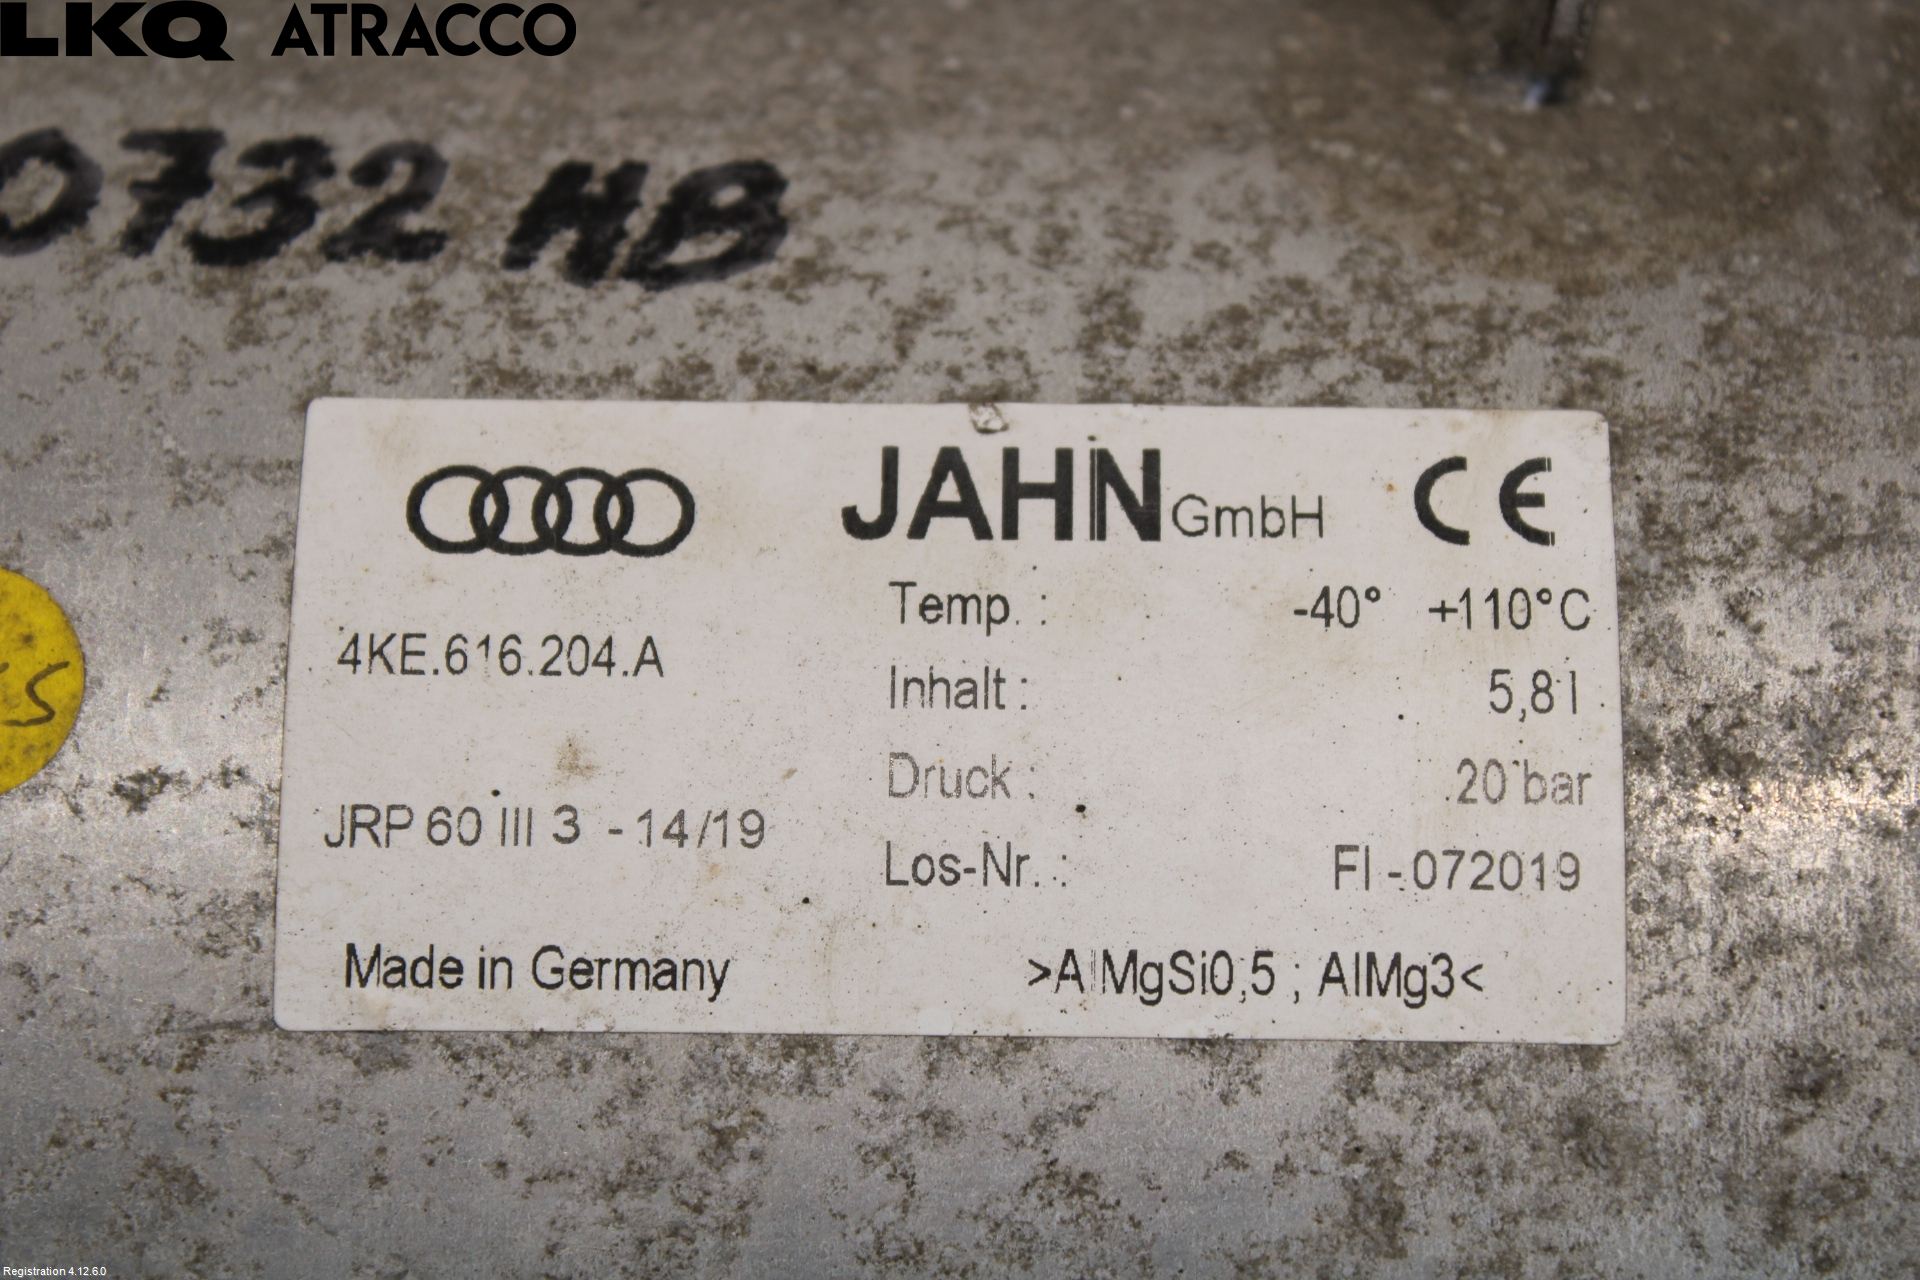 LKQ ATRACCO
0732 HB
JAHN GmbH CE
Temp. : -40° +110°C
4KE.616.204.A
Inhalt : 5,8 l
Druck : 20 bar
JRP 60 III 3 - 14/19
Los-Nr. : FI - 072019
Made in Germany >AlMgSi0,5 ; AlMg3<
Registration 4.12.6.0